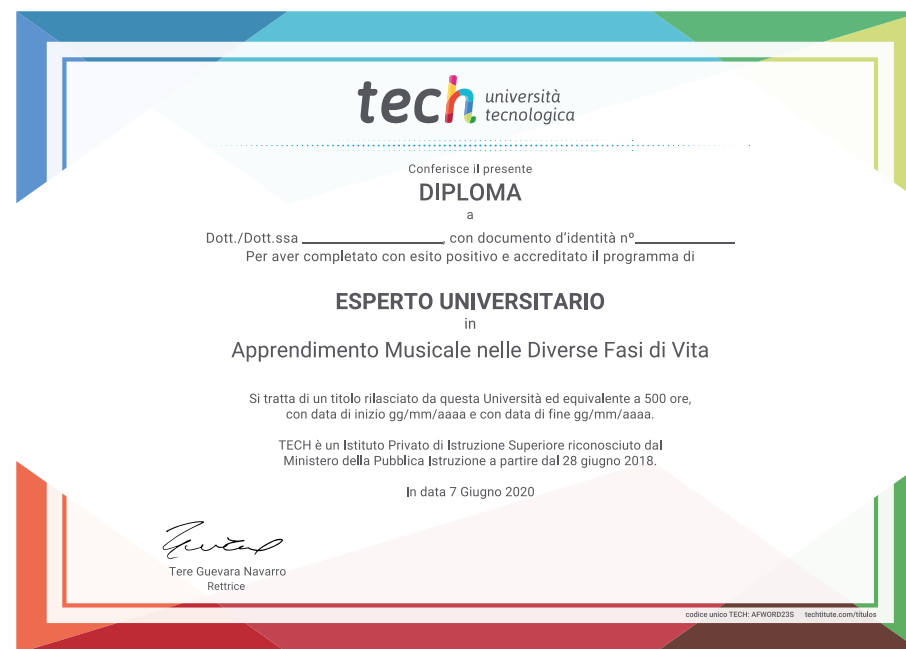 tech università
tecnologica
Conferisce il presente
DIPLOMA
a
Dott./Dott.ssa ____________________, con documento d'identità nº______________
Per aver completato con esito positivo e accreditato il programma di
ESPERTO UNIVERSITARIO
in
Apprendimento Musicale nelle Diverse Fasi di Vita
Si tratta di un titolo rilasciato da questa Università ed equivalente a 500 ore,
con data di inizio gg/mm/aaaa e con data di fine gg/mm/aaaa.
TECH è un Istituto Privato di Istruzione Superiore riconosciuto dal
Ministero della Pubblica Istruzione a partire dal 28 giugno 2018.
In data 7 Giugno 2020
Tere Guevara Navarro
Rettrice
codice unico TECH: AFWORD23S techtitute.com/titulos